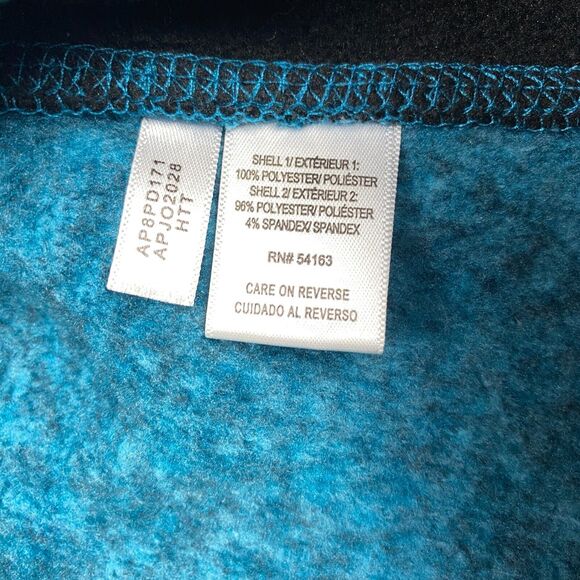 AP8PD171
APJO2028
HTT
SHELL 1/ EXTÉRIEUR 1:
100% POLYESTER/ POLIÉSTER
SHELL 2/ EXTÉRIEUR 2:
96% POLYESTER/ POLIÉSTER
4% SPANDEX/ SPANDEX
RN# 54163
CARE ON REVERSE
CUIDADO AL REVERSO